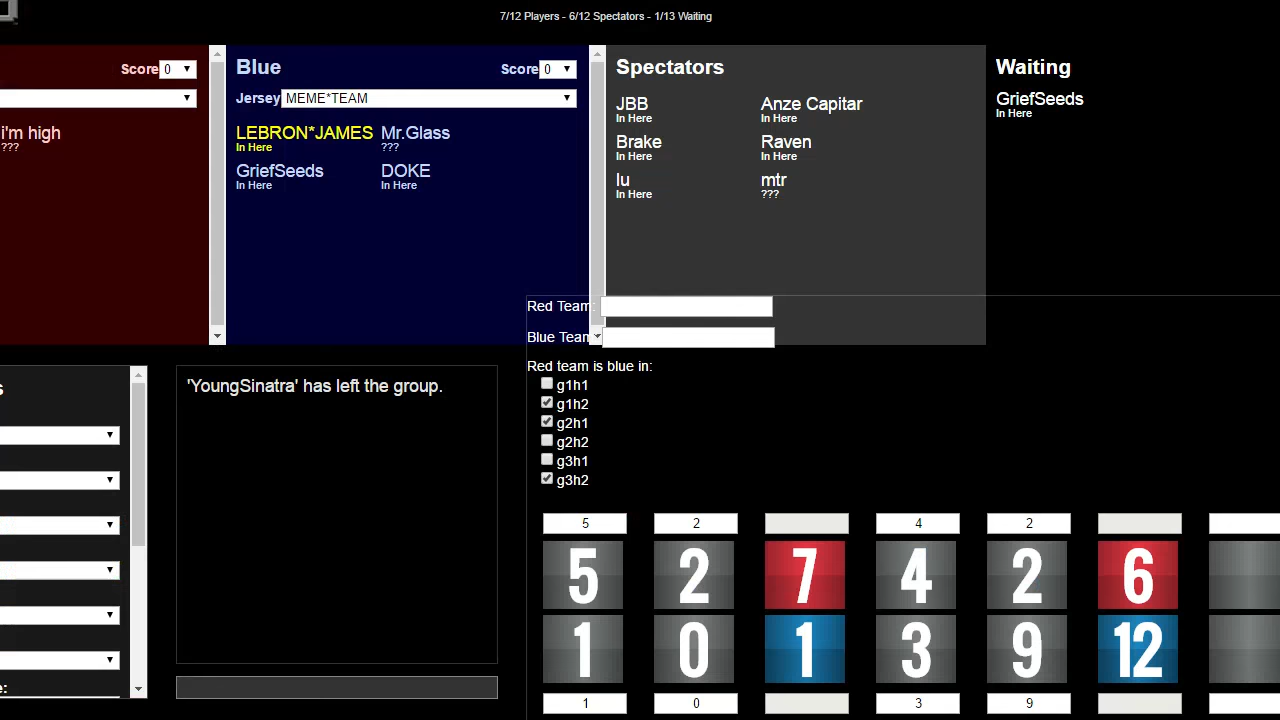 7/12 Players - 6/12 Spectators - 1/13 Waiting
Score 0
i'm high
???
Blue Score 0
Jersey MEME*TEAM
LEBRON*JAMES Mr.Glass
In Here ???
GriefSeeds DOKE
In Here In Here
Spectators
JBB Anze Capitar
In Here In Here
Brake Raven
In Here In Here
lu mtr
In Here ???
Waiting
GriefSeeds
In Here
'YoungSinatra' has left the group.
Red Team:
Blue Team
Red team is blue in:
g1h1
g1h2
g2h1
g2h2
g3h1
g3h2
5 2 4 2
5 2 7 4 2 6
1 0 1 3 9 12
1 0 3 9